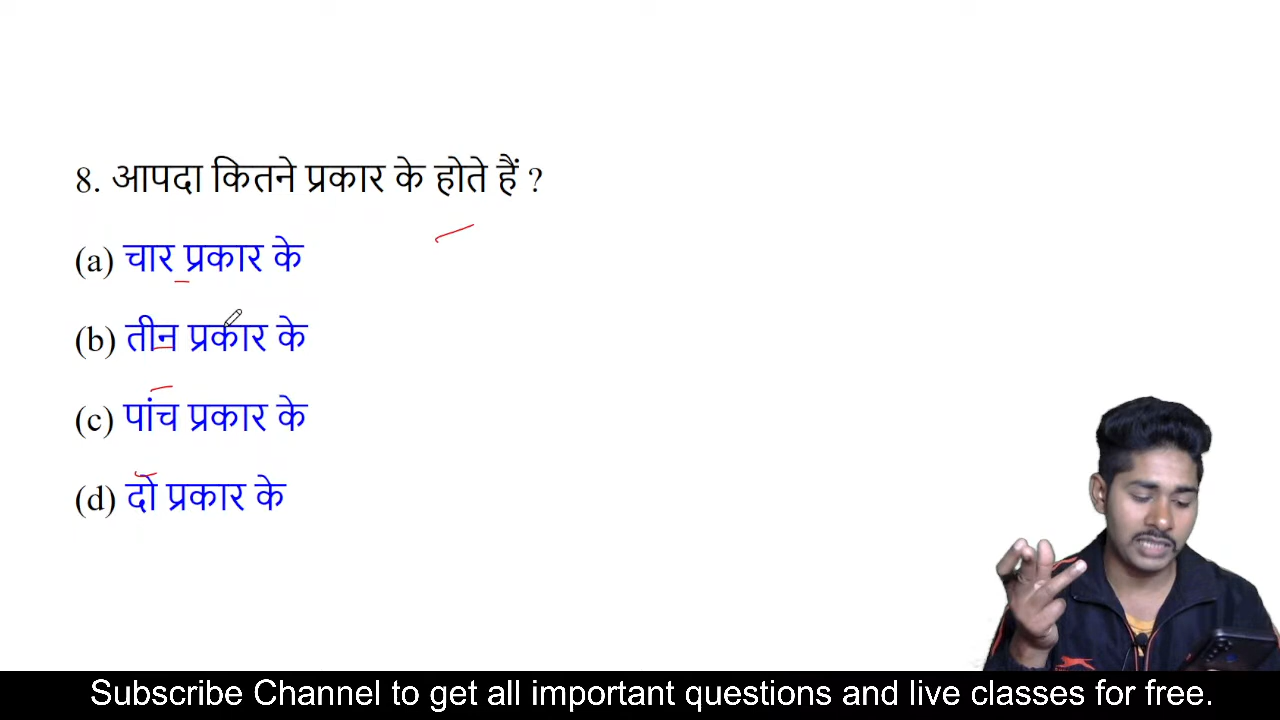 8. आपदा कितने प्रकार के होते हैं ?
(a) चार प्रकार के
(b) तीन प्रकार के
(c) पांच प्रकार के
(d) दो प्रकार के
Subscribe Channel to get all important questions and live classes for free.